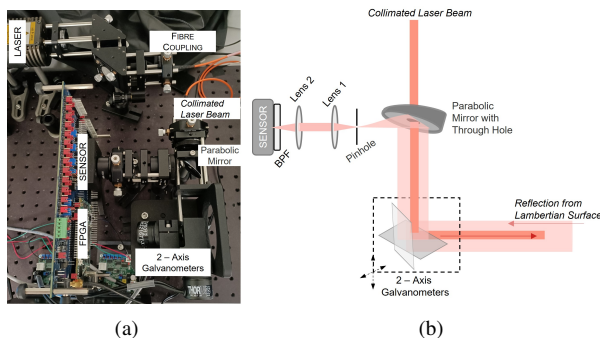 LASER
FIBRE
COUPLING
Collimated
Laser Beam
Parabolic
Mirror
SENSOR
FPGA
2 – Axis
Galvanometers
THOR
(a)
Collimated Laser Beam
Lens 2
Lens 1
SENSOR
BPF
Pinhole
Parabolic
Mirror with
Through Hole
Reflection from
Lambertian Surface
2 – Axis
Galvanometers
(b)